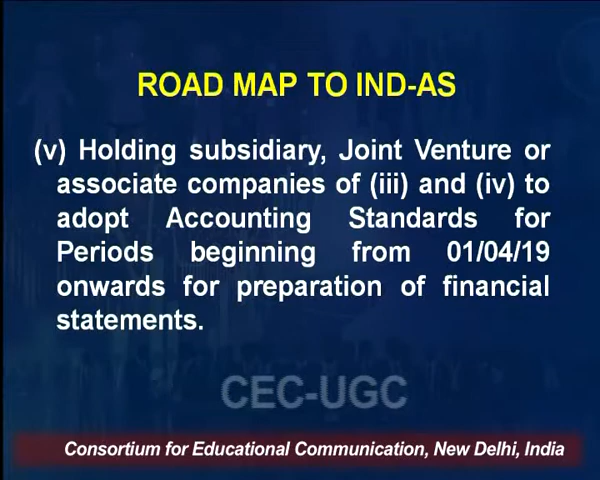 ROAD MAP TO IND-AS
(v) Holding subsidiary, Joint Venture or
associate companies of (iii) and (iv) to
adopt Accounting Standards for
Periods beginning from 01/04/19
onwards for preparation of financial
statements.
CEC-UGC
Consortium for Educational Communication, New Delhi, India